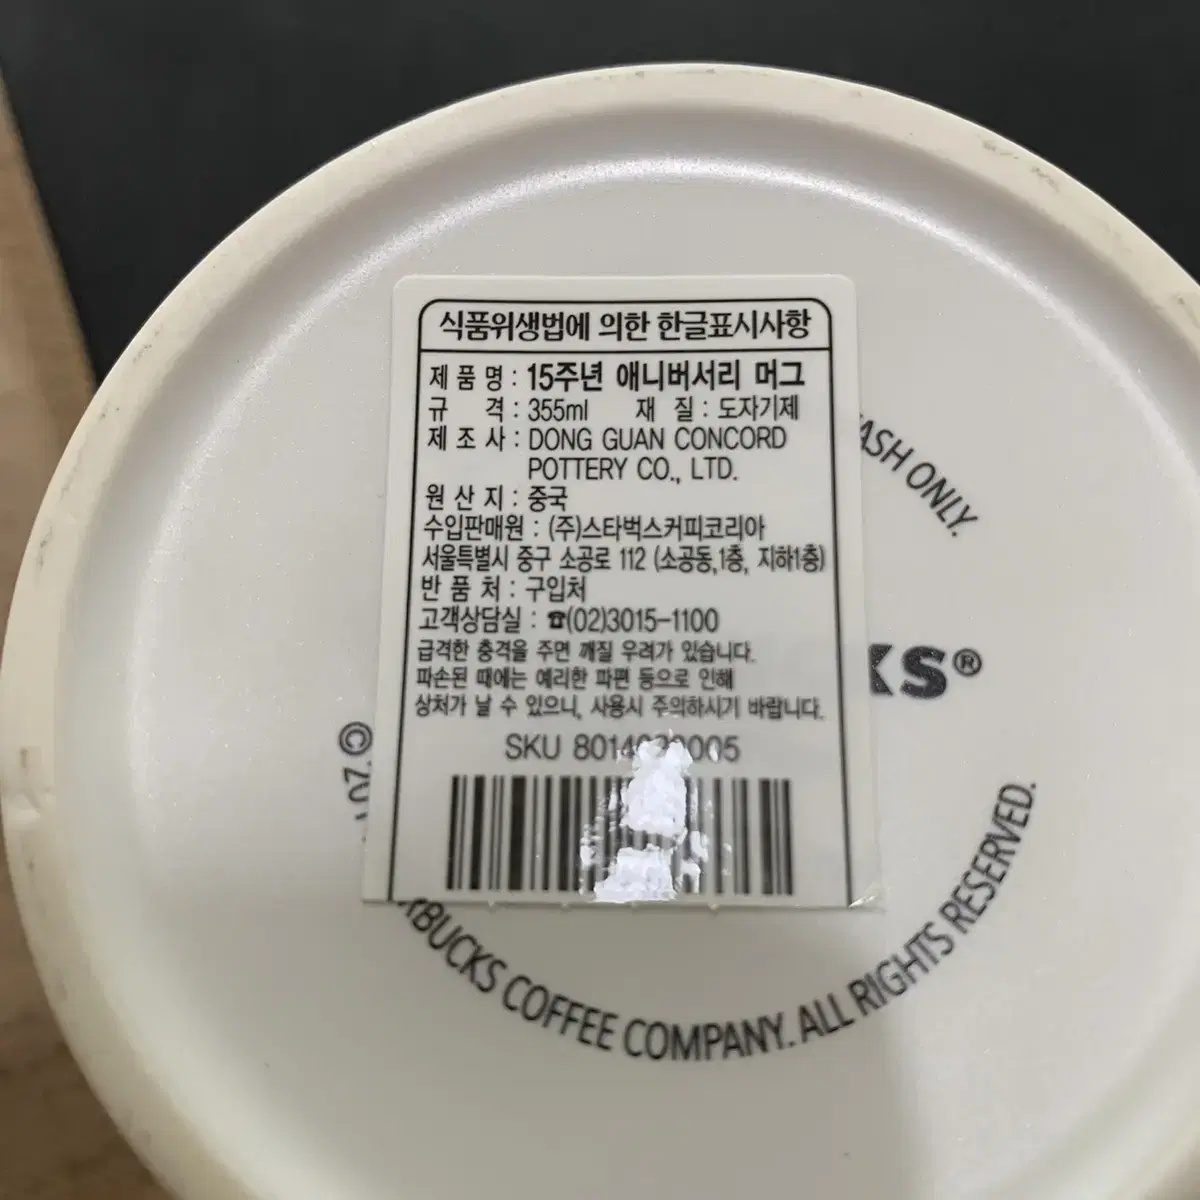 식품위생법에 의한 한글표시사항
제 품 명 : 15주년 애니버서리 머그
규 격 : 355ml 재 질 : 도자기제
제 조 사 : DONG GUAN CONCORD
POTTERY CO., LTD.
원 산 지 : 중국
수입판매원 : (주)스타벅스커피코리아
서울특별시 중구 소공로 112 (소공동,1층, 지하1층)
반 품 처 : 구입처
고객상담실 : ☎(02)3015-1100
급격한 충격을 주면 깨질 우려가 있습니다.
파손된 때에는 예리한 파편 등으로 인해
상처가 날 수 있으니, 사용시 주의하시기 바랍니다.
SKU
ONLY.
COFFEE COMPANY. ALL RIGHTS RESERVED.